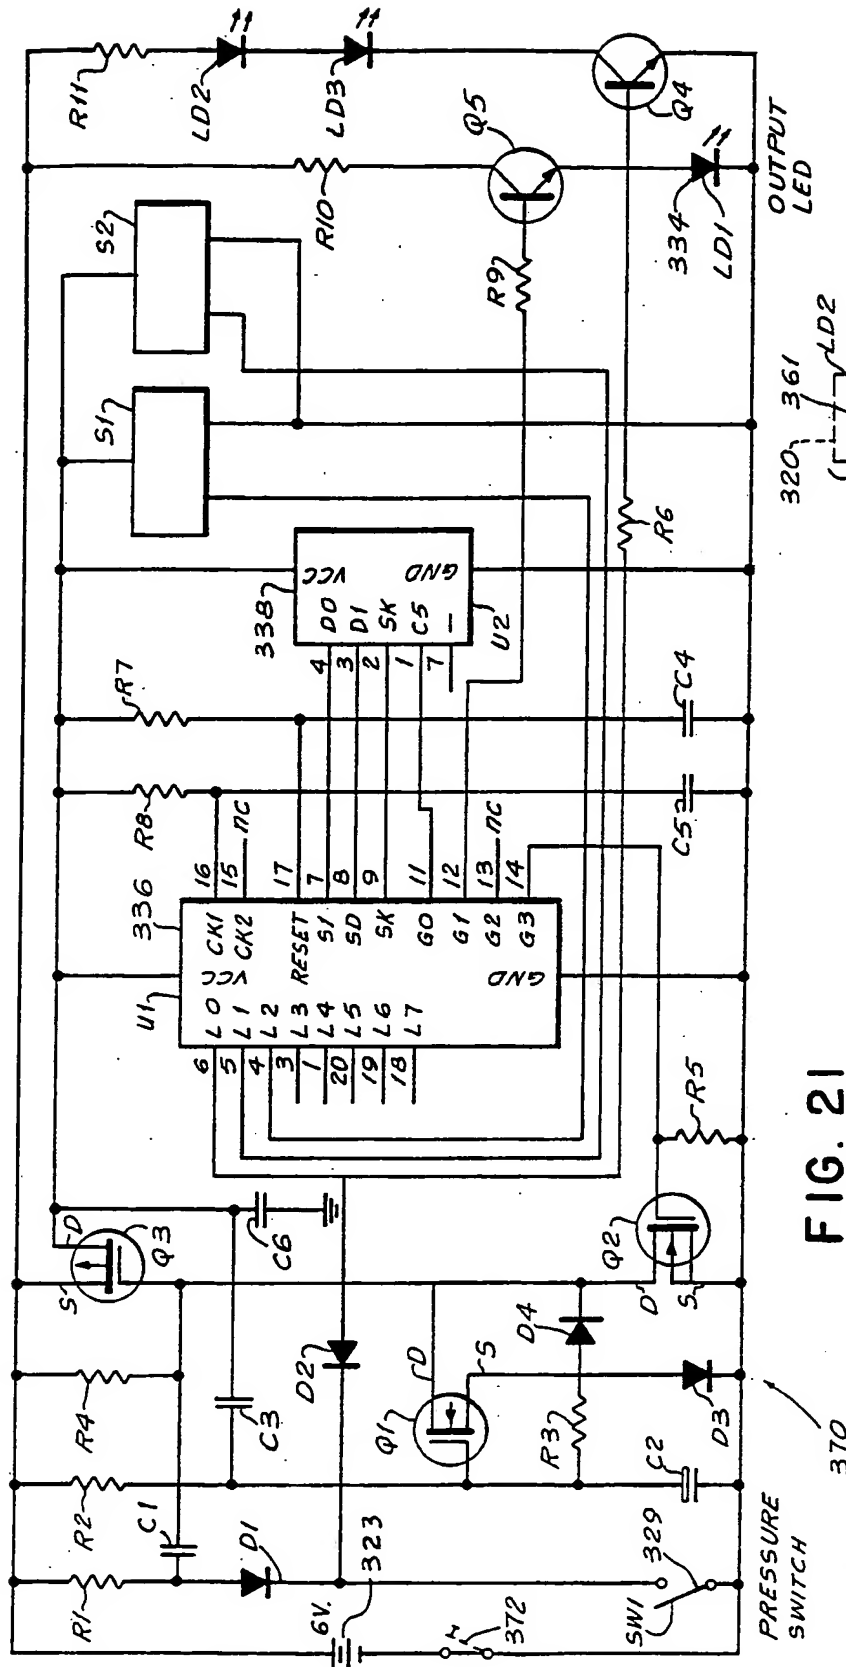 R1
R2
R4
C1
D1
6V.
323
372
SW1
329
PRESSURE
SWITCH
370
S
D
Q3
C3
C6
D2
D
Q1
S
R3
D4
C2
D3
Q2
D
S
R5
U1
336
6 L0
5 L1
4 L2
3 L3
1 L4
20 L5
19 L6
18 L7
VCC
GND
CK1 16
CK2 15 nc
RESET 17
SI 7
SD 8
SK 9
G0 11
G1 12
G2 13 nc
G3 14
R8
R7
C5
C4
338
VCC
4 D0
3 D1
2 SK
1 C5
7 —
GND
U2
S1
S2
R6
R9
R10
R11
LD2
LD3
Q5
Q4
334
LD1
OUTPUT
LED
320
361
LD2
FIG. 21